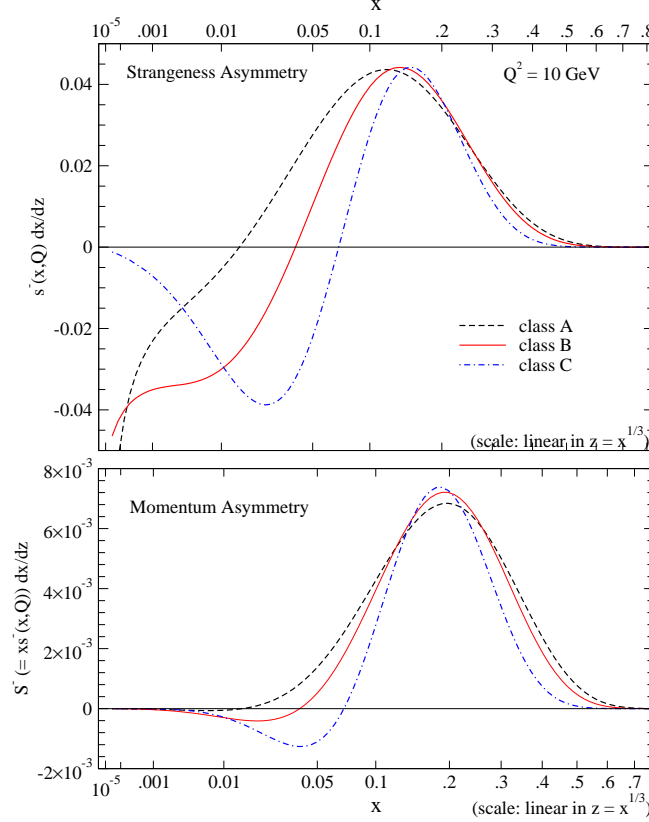 x
10^-5 .001 0.01 0.05 0.1 0.2 .3 .4 .5 .6 .7 .8
Strangeness Asymmetry
Q^2 = 10 GeV
0.04
0.02
0
-0.02
-0.04
s^-(x,Q) dx/dz
class A
class B
class C
(scale: linear in z = x^1/3)
8×10^-3
6×10^-3
4×10^-3
2×10^-3
0
-2×10^-3
Momentum Asymmetry
S^- (= xs^-(x,Q)) dx/dz
10^-5 .001 0.01 0.05 0.1 .2 .3 .4 .5 .6 .7
x
(scale: linear in z = x^1/3)